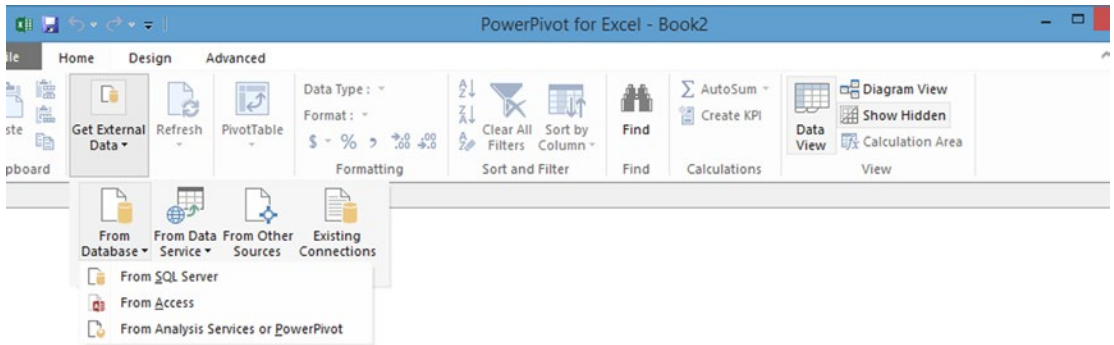 PowerPivot for Excel - Book2
ile Home Design Advanced
ste
Get External Data
Refresh
PivotTable
Data Type :
Format :
$ - % , .00 .00
Clear All Filters
Sort by Column
Find
AutoSum
Create KPI
Data View
Diagram View
Show Hidden
Calculation Area
pboard
Formatting
Sort and Filter
Find
Calculations
View
From Database
From Data Service
From Other Sources
Existing Connections
From SQL Server
From Access
From Analysis Services or PowerPivot